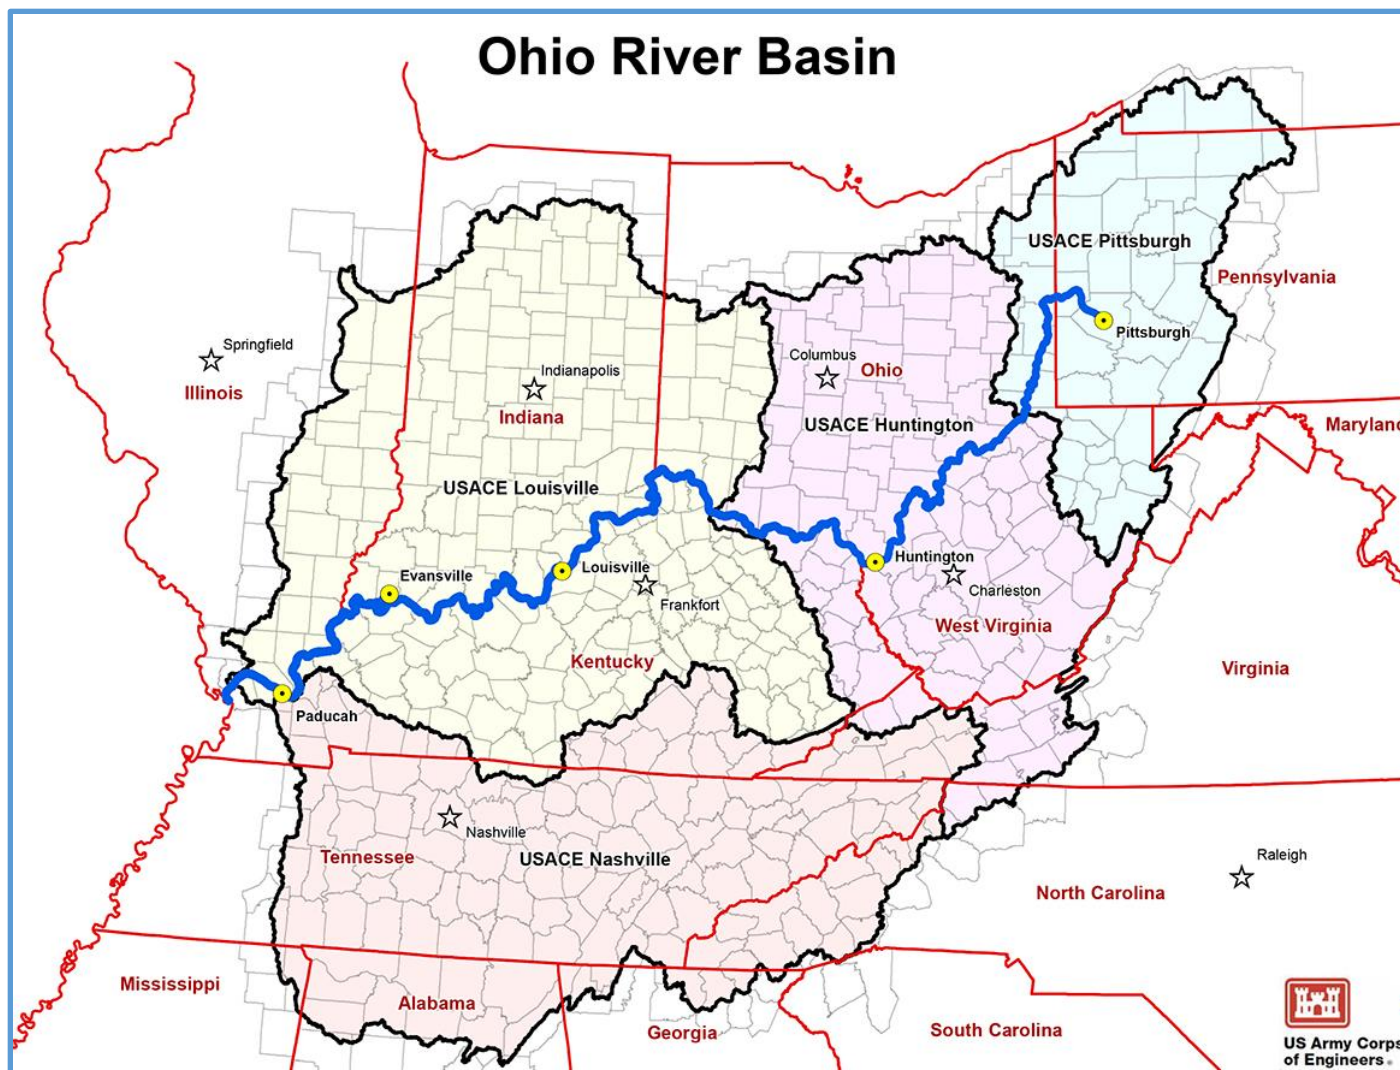 Ohio River Basin
USACE Pittsburgh
Pennsylvania
Pittsburgh
Springfield
Illinois
Columbus
Ohio
Indianapolis
Indiana
USACE Huntington
Maryland
USACE Louisville
Huntington
Evansville
Louisville
Charleston
Frankfort
West Virginia
Kentucky
Virginia
Paducah
Nashville
Tennessee
USACE Nashville
Raleigh
North Carolina
Mississippi
Alabama
Georgia
South Carolina
US Army Corps
of Engineers®